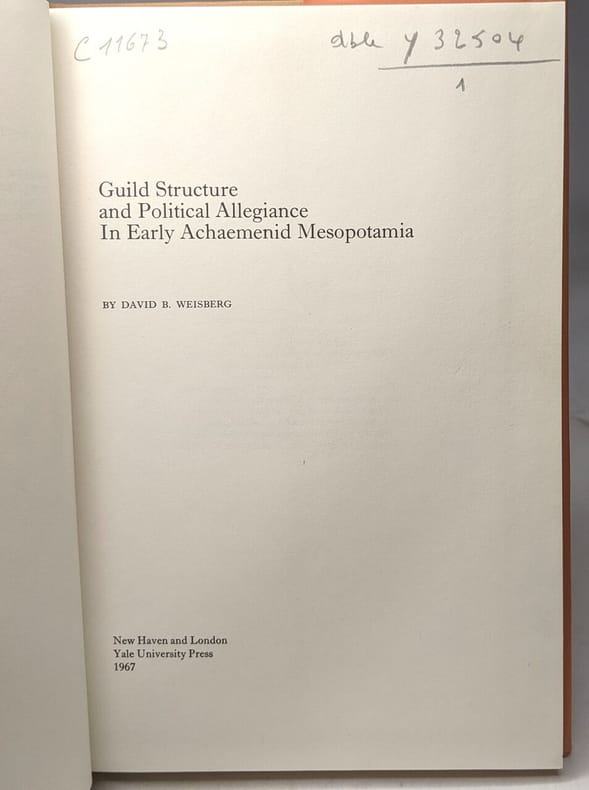 C 11673
dble y 32504
1
Guild Structure
and Political Allegiance
In Early Achaemenid Mesopotamia
BY DAVID B. WEISBERG
New Haven and London
Yale University Press
1967